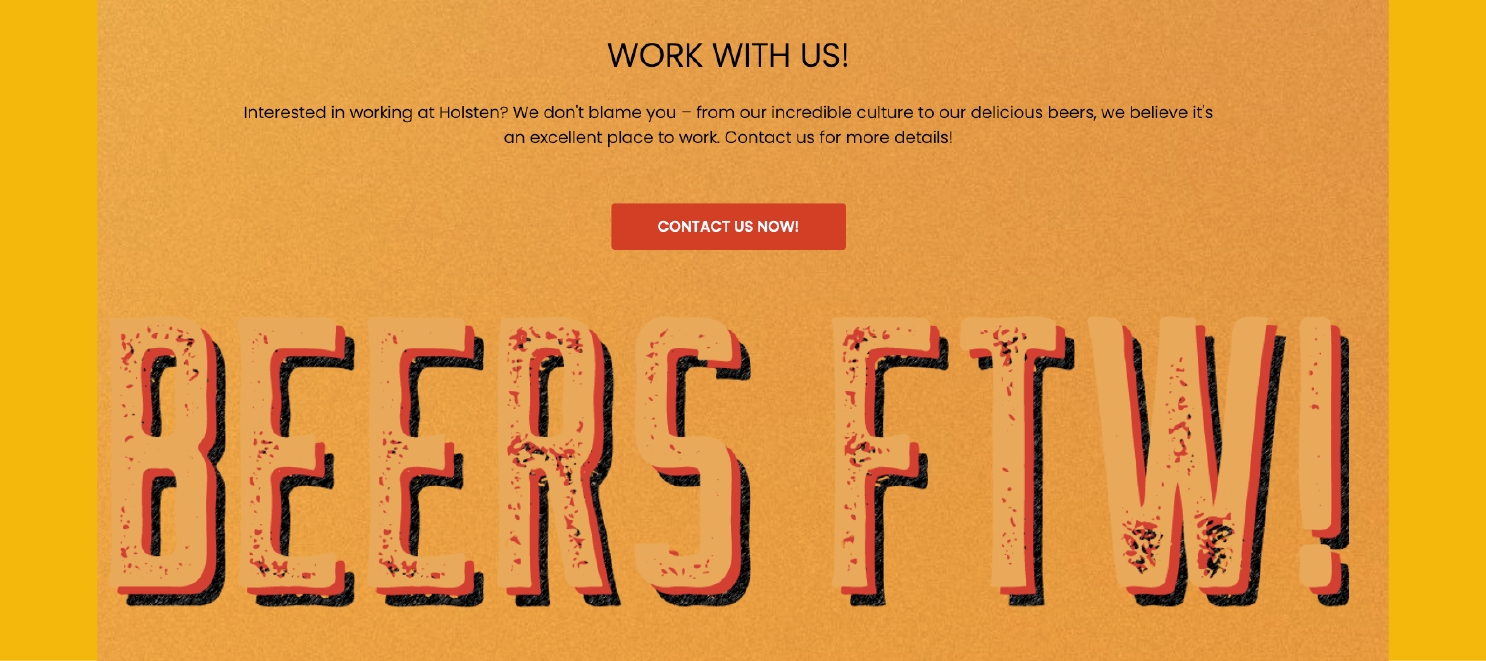 WORK WITH US!
Interested in working at Holsten? We don't blame you – from our incredible culture to our delicious beers, we believe it's
an excellent place to work. Contact us for more details!
CONTACT US NOW!
BEERS FTW!